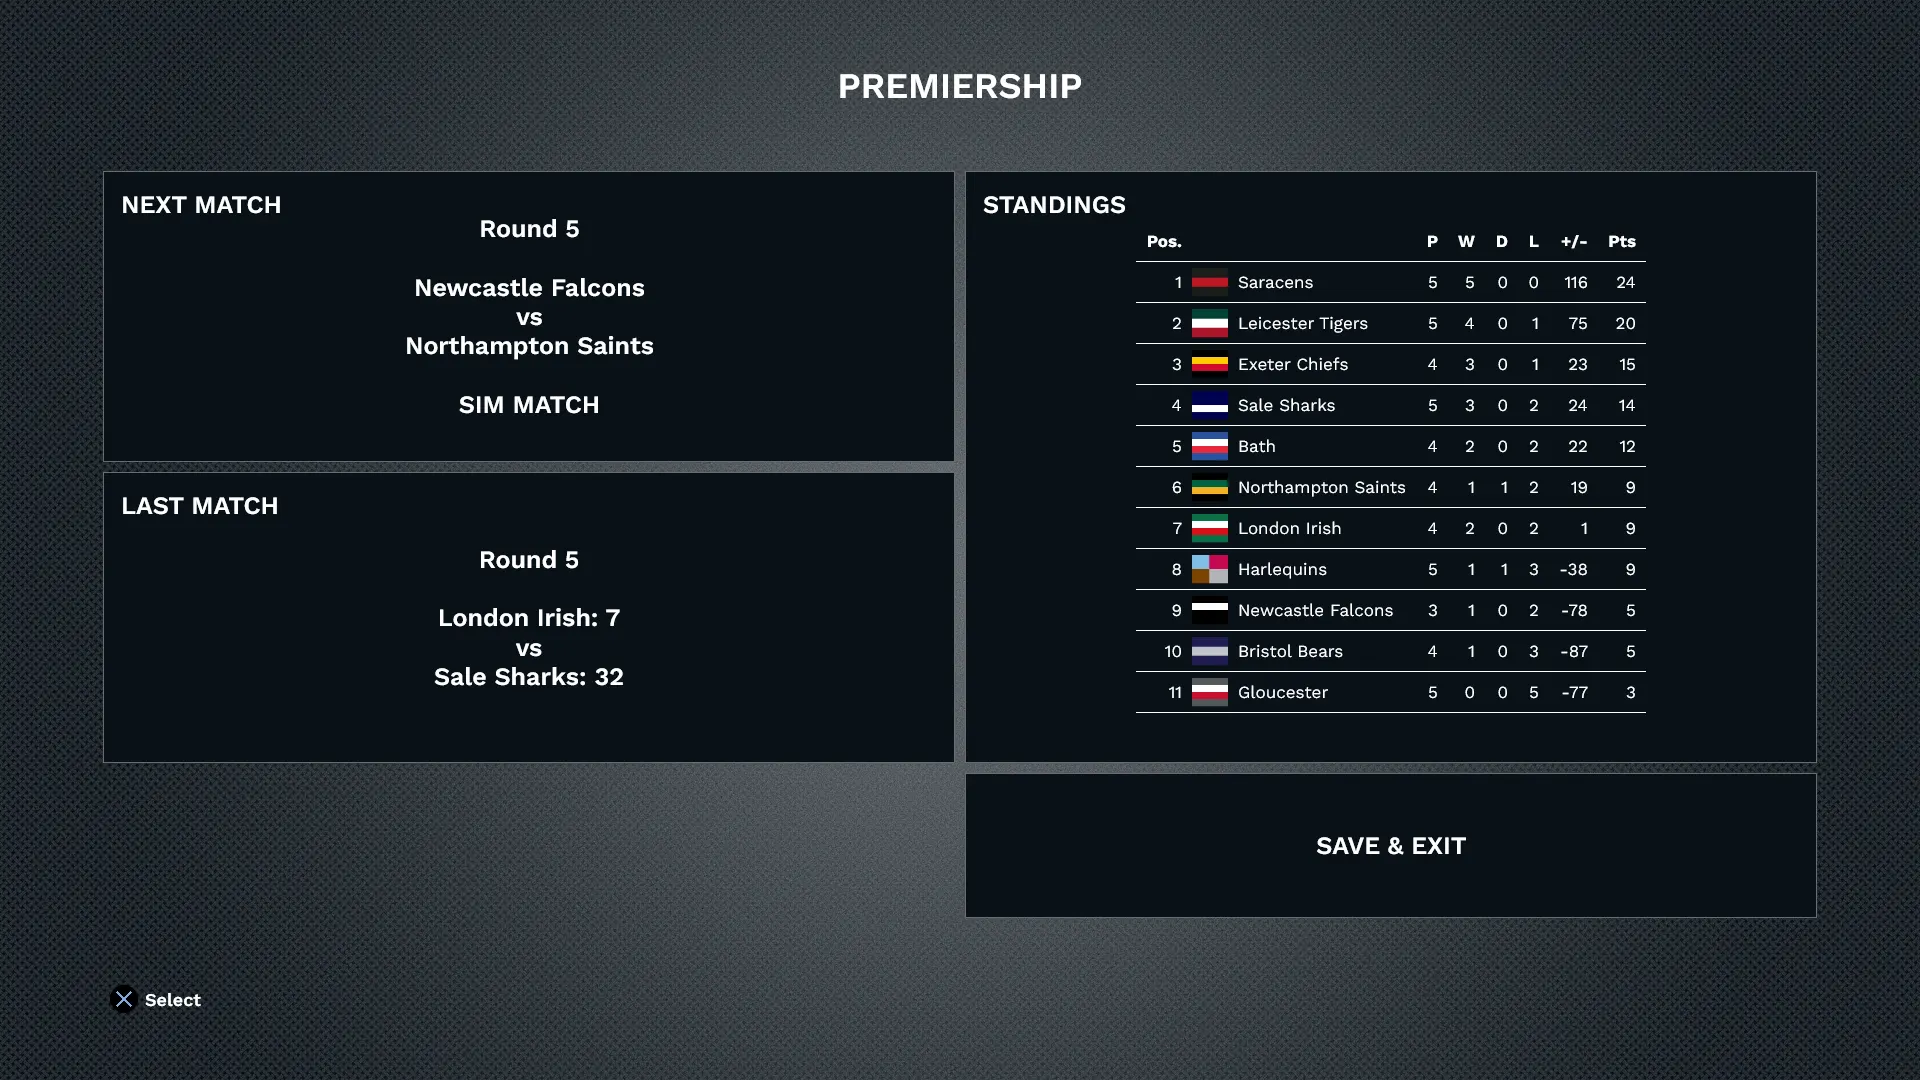 PREMIERSHIP
NEXT MATCH
Round 5
Newcastle Falcons
vs
Northampton Saints
SIM MATCH
LAST MATCH
Round 5
London Irish: 7
vs
Sale Sharks: 32
STANDINGS
Pos. P W D L +/- Pts
1 Saracens 5 5 0 0 116 24
2 Leicester Tigers 5 4 0 1 75 20
3 Exeter Chiefs 4 3 0 1 23 15
4 Sale Sharks 5 3 0 2 24 14
5 Bath 4 2 0 2 22 12
6 Northampton Saints 4 1 1 2 19 9
7 London Irish 4 2 0 2 1 9
8 Harlequins 5 1 1 3 -38 9
9 Newcastle Falcons 3 1 0 2 -78 5
10 Bristol Bears 4 1 0 3 -87 5
11 Gloucester 5 0 0 5 -77 3
SAVE & EXIT
Select